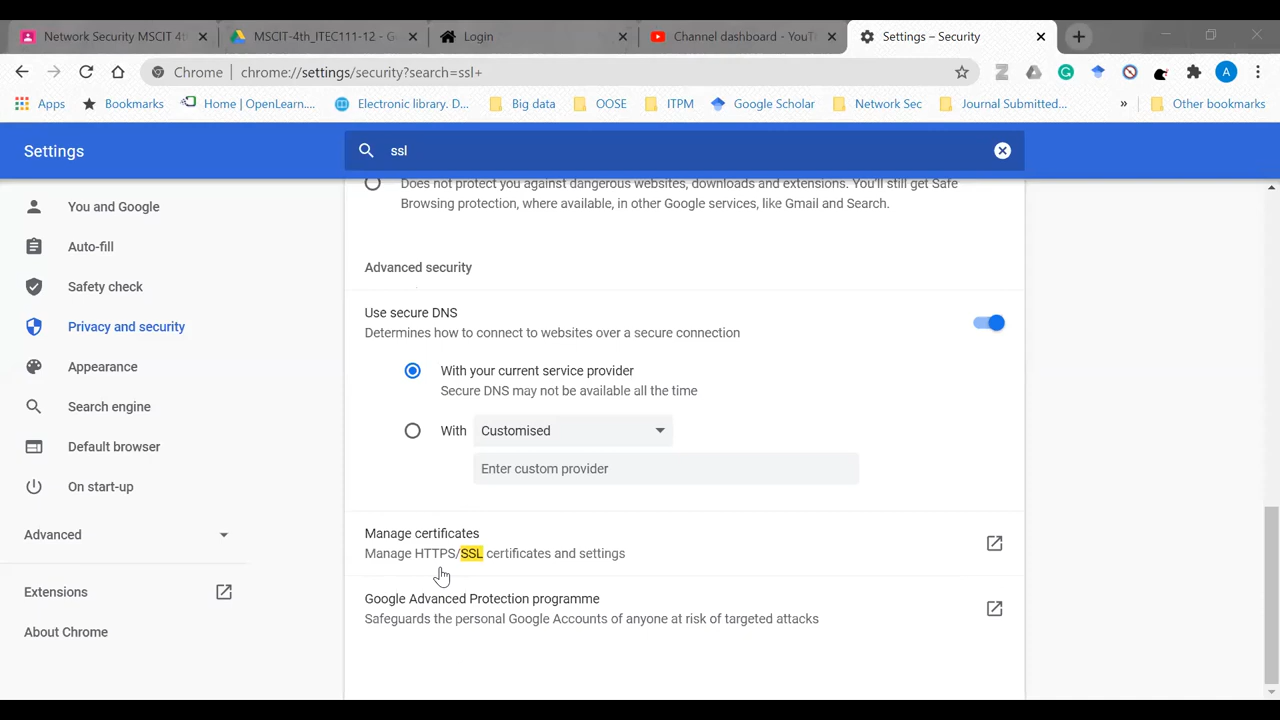 Network Security MSCIT 4t
MSCIT-4th_ITEC111-12 - G
Login
Channel dashboard - YouT
Settings – Security
Chrome
chrome://settings/security?search=ssl+
A
Apps
Bookmarks
Home | OpenLearn....
Electronic library. D...
Big data
OOSE
ITPM
Google Scholar
Network Sec
Journal Submitted...
»
Other bookmarks
Settings
ssl
Does not protect you against dangerous websites, downloads and extensions. You'll still get Safe
Browsing protection, where available, in other Google services, like Gmail and Search.
You and Google
Auto-fill
Safety check
Privacy and security
Appearance
Search engine
Default browser
On start-up
Advanced
Extensions
About Chrome
Advanced security
Use secure DNS
Determines how to connect to websites over a secure connection
With your current service provider
Secure DNS may not be available all the time
With
Customised
Enter custom provider
Manage certificates
Manage HTTPS/SSL certificates and settings
Google Advanced Protection programme
Safeguards the personal Google Accounts of anyone at risk of targeted attacks